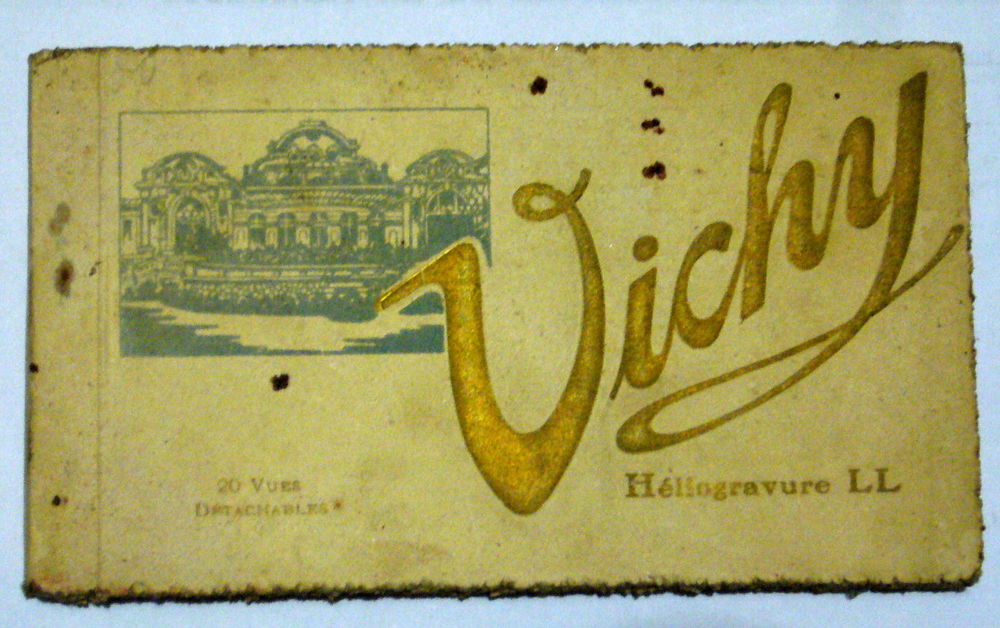 Vichy
20 Vues
Détachables
Héliogravure LL